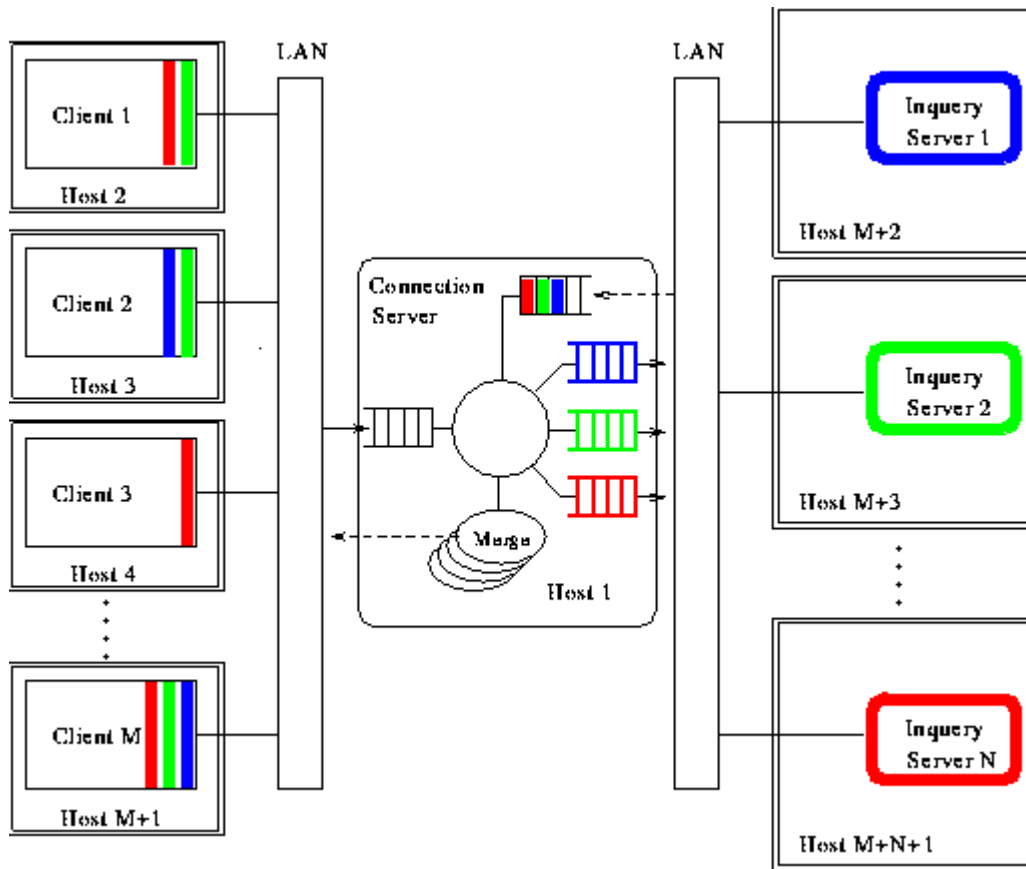 LAN
LAN
Client 1
Host 2
Client 2
Host 3
Client 3
Host 4
Client M
Host M+1
Connection
Server
Merge
Host 1
Inquery
Server 1
Host M+2
Inquery
Server 2
Host M+3
Inquery
Server N
Host M+N+1